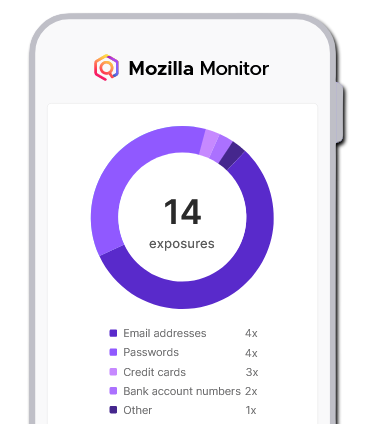 Mozilla Monitor
14
exposures
Email addresses 4x
Passwords 4x
Credit cards 3x
Bank account numbers 2x
Other 1x